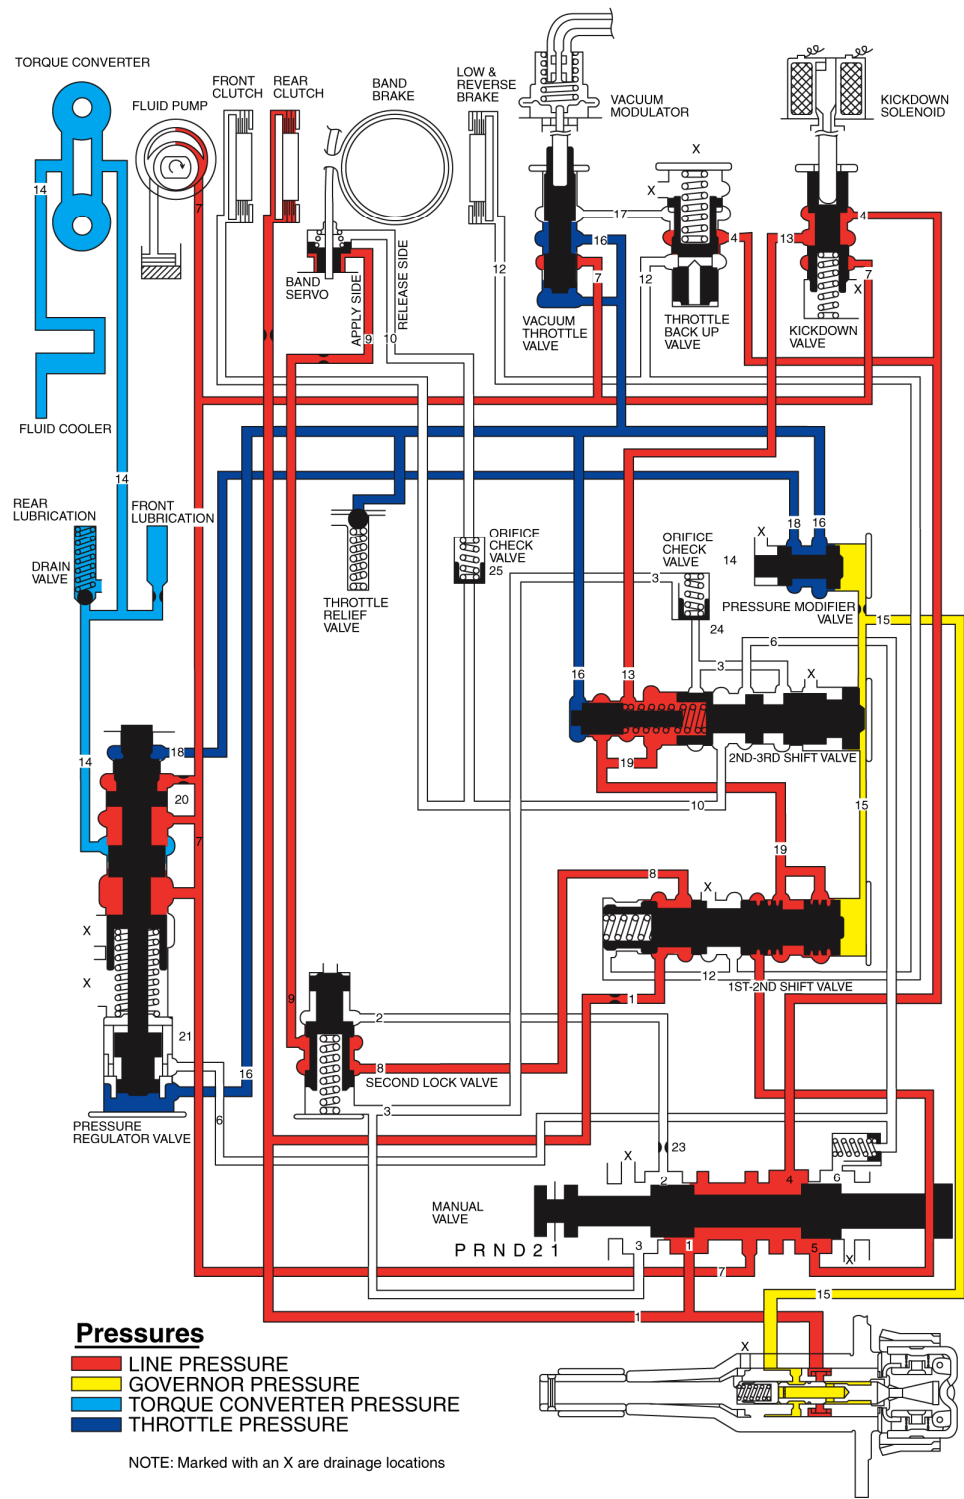 TORQUE CONVERTER
FLUID PUMP
FRONT
CLUTCH
REAR
CLUTCH
BAND
BRAKE
LOW &
REVERSE
BRAKE
VACUUM
MODULATOR
KICKDOWN
SOLENOID
X
X
14
7
17
4
13
4
16
12
7
12
7
X
BAND
SERVO
APPLY SIDE
9
10
RELEASE SIDE
VACUUM
THROTTLE
VALVE
THROTTLE
BACK UP
VALVE
KICKDOWN
VALVE
FLUID COOLER
14
REAR
LUBRICATION
FRONT
LUBRICATION
DRAIN
VALVE
THROTTLE
RELIEF
VALVE
ORIFICE
CHECK
VALVE
25
ORIFICE
CHECK
VALVE
14
X
18
16
3
PRESSURE MODIFIER
VALVE
15
24
6
3
X
16
13
18
14
19
2ND-3RD SHIFT VALVE
20
10
15
7
19
8
X
X
X
12
1ST-2ND SHIFT VALVE
9
1
2
21
16
8
SECOND LOCK VALVE
3
6
PRESSURE
REGULATOR VALVE
23
X
2
4
6
MANUAL
VALVE
P R N D 2 1
3
1
5
X
7
15
1
X
Pressures
LINE PRESSURE
GOVERNOR PRESSURE
TORQUE CONVERTER PRESSURE
THROTTLE PRESSURE
NOTE: Marked with an X are drainage locations